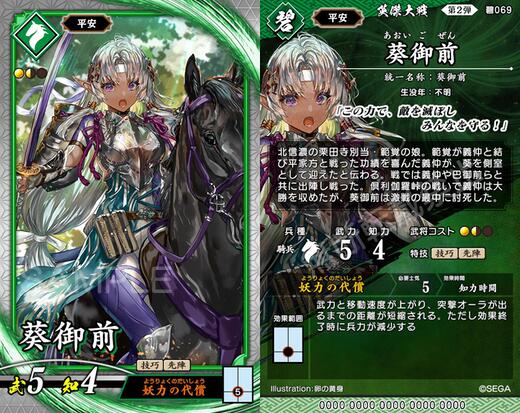 平安
葵御前
技巧 先陣
武5 知4
ようりょくのだいしょう
妖力の代償
5
碧
平安
英傑大戦 第2弾 碧069
あおいごぜん
葵御前
統一名称：葵御前
生没年：不明
「この力で、敵を滅ぼし
みんなを守る！」
北信濃の栗田寺別当・範覚の娘。範覚が義仲と結
び平家方と戦った功績を喜んだ義仲が、葵を側室
として迎えたと伝わる。戦では義仲や巴御前らと
共に出陣し戦った。倶利伽羅峠の戦いで義仲は大
勝を収めたが、葵御前は激戦の最中に討死した。
兵種 武力 知力 武将コスト
騎兵 5 4 特技 技巧 先陣
ようりょくのだいしょう 必要士気 効果時間
妖力の代償 5 知力時間
効果範囲
武力と移動速度が上がり、突撃オーラが出
るまでの距離が短縮される。ただし効果終
了時に兵力が減少する
Illustration:卵の黄身 ©SEGA
0000-0000-0000-0000-0000